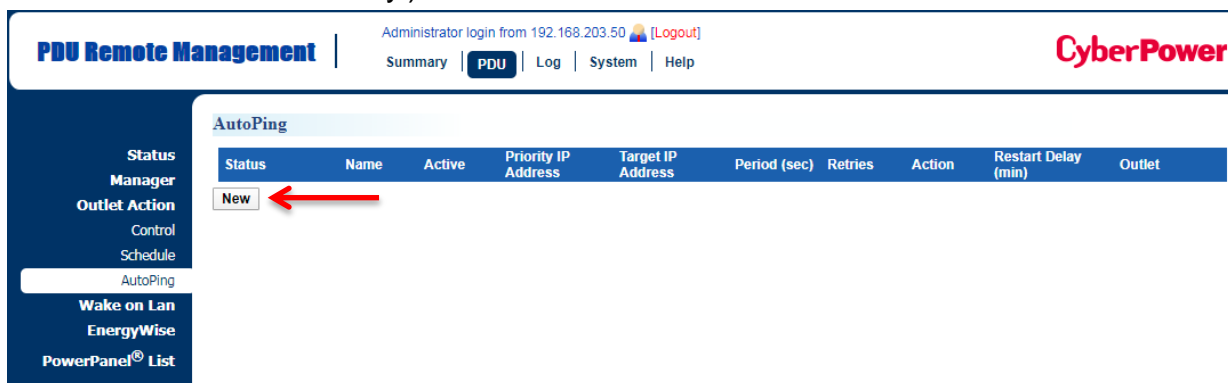 Administrator login from 192.168.203.50 [Logout]
PDU Remote Management
Summary | PDU | Log | System | Help
CyberPower
AutoPing
Status
Manager
Outlet Action
Control
Schedule
AutoPing
Wake on Lan
EnergyWise
PowerPanel® List
Status Name Active Priority IP Address Target IP Address Period (sec) Retries Action Restart Delay (min) Outlet
New